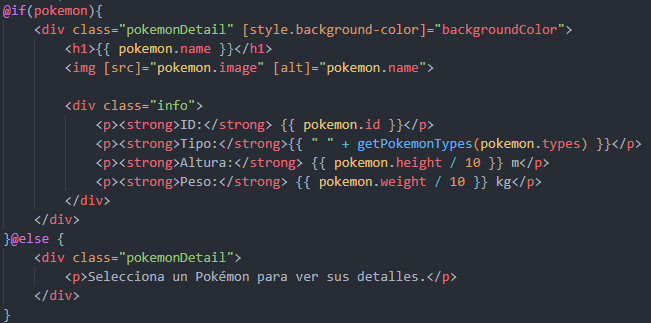 @if(pokemon){
    <div class="pokemonDetail" [style.background-color]="backgroundColor">
        <h1>{{ pokemon.name }}</h1>
        <img [src]="pokemon.image" [alt]="pokemon.name">

        <div class="info">
            <p><strong>ID:</strong> {{ pokemon.id }}</p>
            <p><strong>Tipo:</strong>{{ " " + getPokemonTypes(pokemon.types) }}</p>
            <p><strong>Altura:</strong> {{ pokemon.height / 10 }} m</p>
            <p><strong>Peso:</strong> {{ pokemon.weight / 10 }} kg</p>
        </div>
    </div>
}@else {
    <div class="pokemonDetail">
        <p>Selecciona un Pokémon para ver sus detalles.</p>
    </div>
}